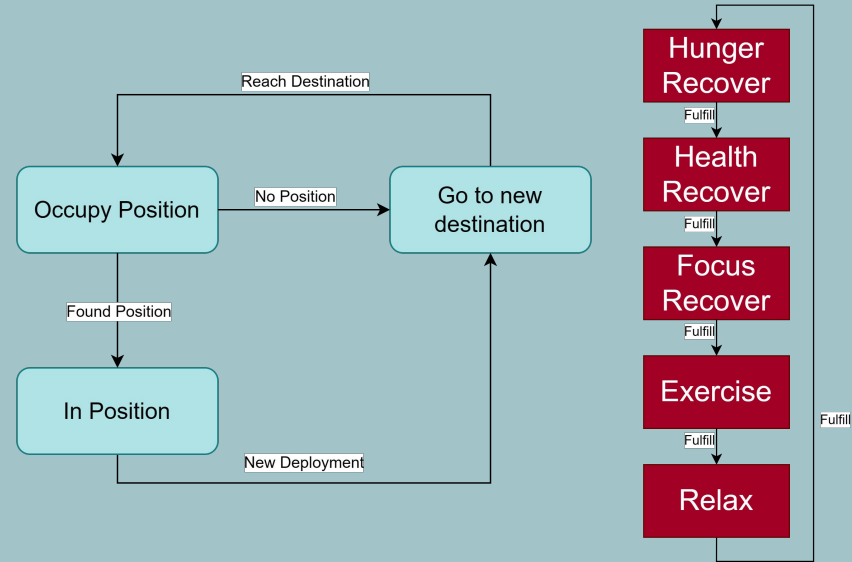 Reach Destination
Occupy Position
No Position
Go to new
destination
Found Position
In Position
New Deployment
Hunger
Recover
Fulfill
Health
Recover
Fulfill
Focus
Recover
Fulfill
Exercise
Fulfill
Relax
Fulfill